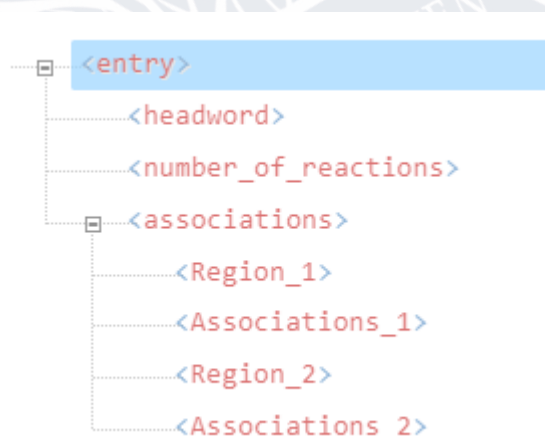 <entry>
<headword>
<number_of_reactions>
<associations>
<Region_1>
<Associations_1>
<Region_2>
<Associations 2>